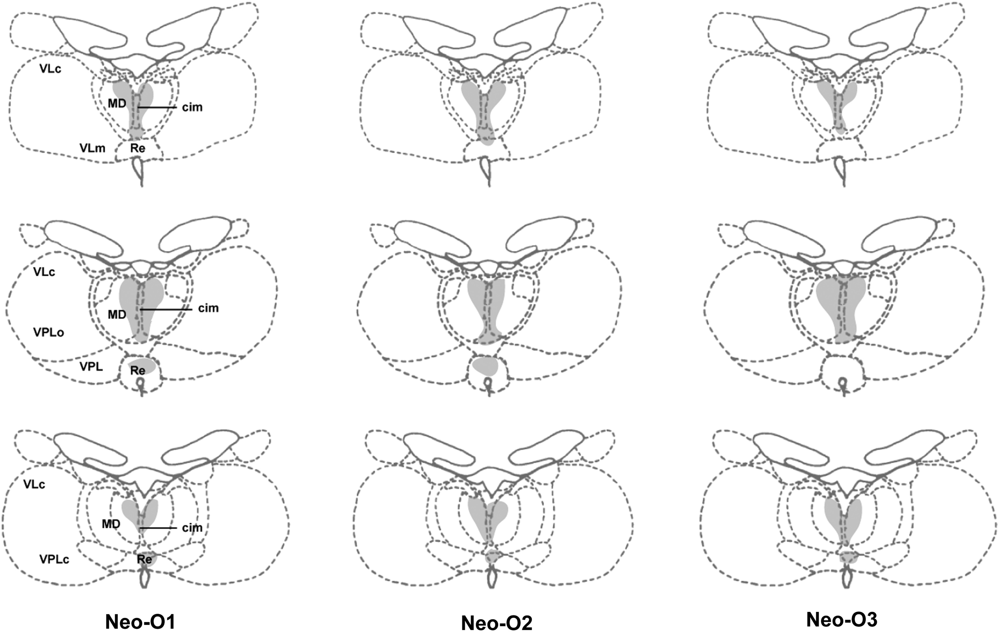 VLc
MD
cim
VLm
Re
VLc
cim
MD
VPLo
VPL
Re
VLc
MD
cim
VPLc
Re
Neo-O1
Neo-O2
Neo-O3